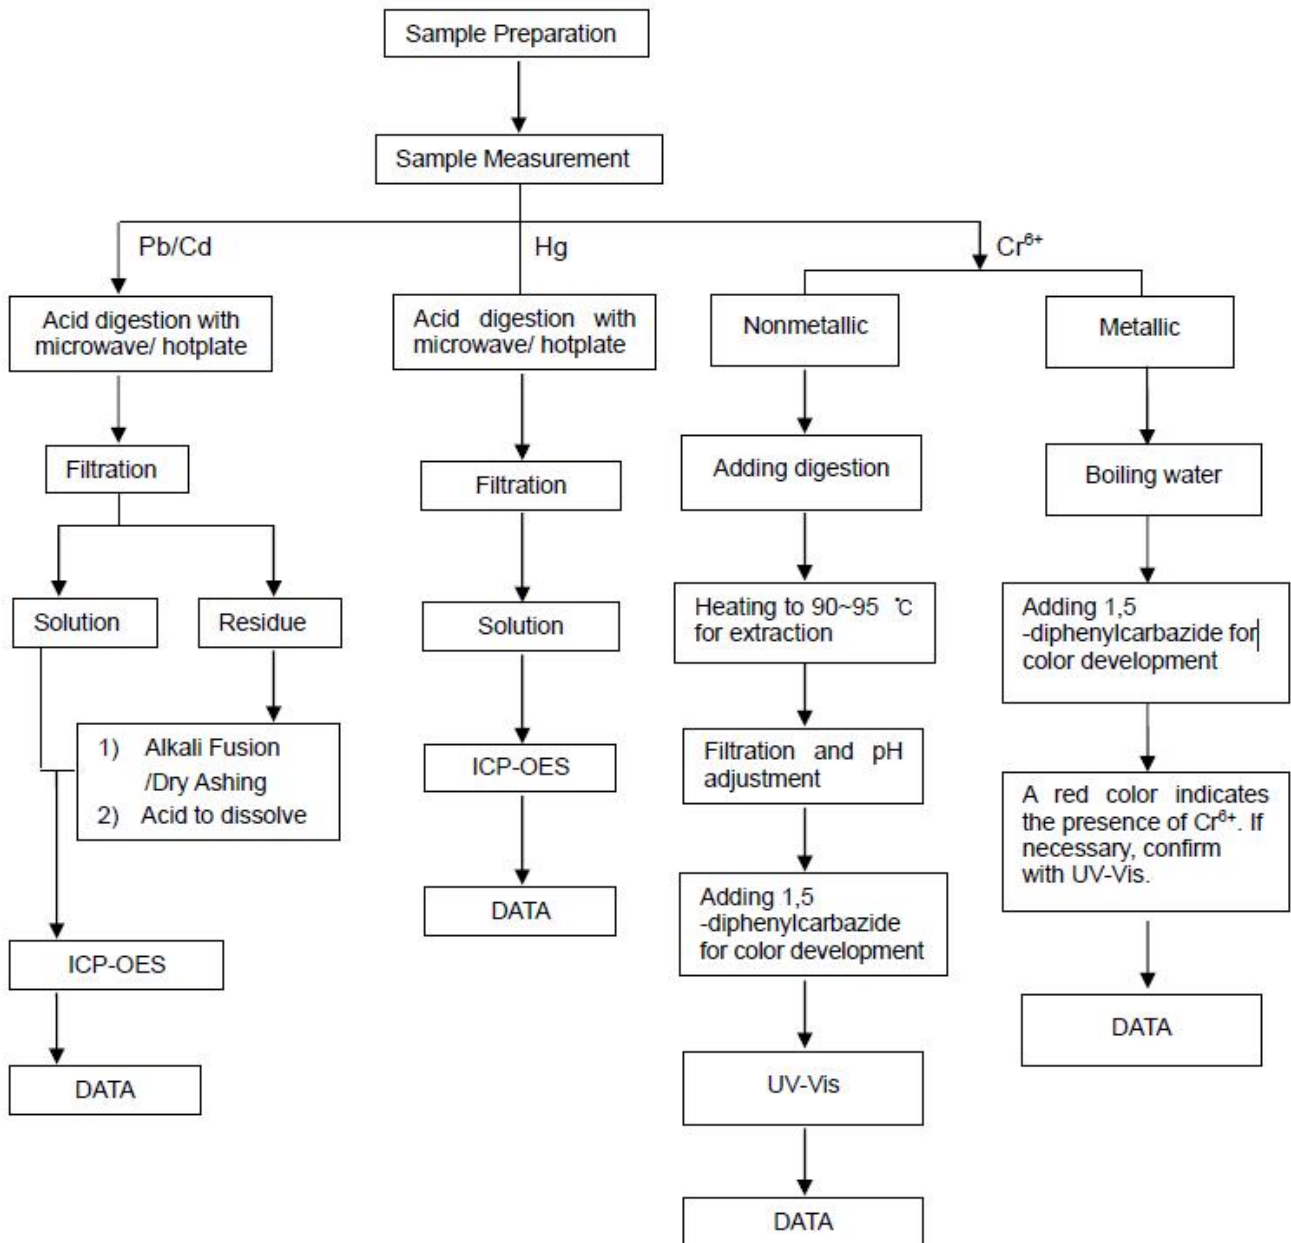 Sample Preparation
Sample Measurement
Pb/Cd
Hg
Cr⁶⁺
Acid digestion with
microwave/ hotplate
Filtration
Solution
Residue
1) Alkali Fusion
/Dry Ashing
2) Acid to dissolve
ICP-OES
DATA
Acid digestion with
microwave/ hotplate
Filtration
Solution
ICP-OES
DATA
Nonmetallic
Adding digestion
Heating to 90~95 ℃
for extraction
Filtration and pH
adjustment
Adding 1,5
-diphenylcarbazide
for color development
UV-Vis
DATA
Metallic
Boiling water
Adding 1,5
-diphenylcarbazide for
color development
A red color indicates
the presence of Cr⁶⁺. If
necessary, confirm
with UV-Vis.
DATA